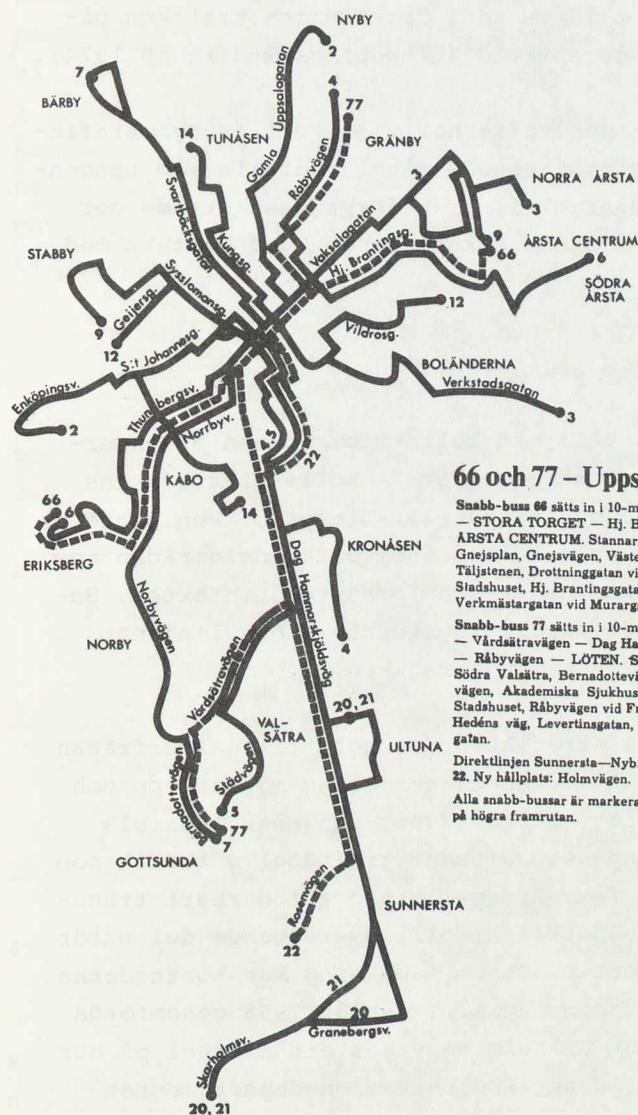 NYBY
2
7
4
77
BÄRBY
14
TUNÅSEN
Gamla Uppsalagatan
Råbyvägen
GRÄNBY
3
NORRA ÅRSTA
3
Svartbäcksgatan
Kungsg.
Vaksalagatan
Hj. Brantingsg.
9
66
ÅRSTA CENTRUM
6
SÖDRA
ÅRSTA
STABBY
Sysslomansg.
Geijersg.
9
12
12
Vildrosg.
BOLÄNDERNA
Verkstadsgatan
3
S:t Johannesg.
Enköpingsv.
2
Thunbergsv.
Norrbyv.
5
22
KÅBO
14
66
6
ERIKSBERG
KRONÅSEN
4
Dag Hammarskjöldsväg
Norbyvägen
NORBY
Vårdsätravägen
VAL-
SÄTRA
20, 21
ULTUNA
Städvägen
Bernadottevägen
5
77
7
GOTTSUNDA
Rosenvägen
22
SUNNERSTA
21
20
Granebergsv.
Skarholmsv.
20, 21
66 och 77 – Upps
Snabb-buss 66 sätts in i 10-m
— STORA TORGET — Hj. B
ÅRSTA CENTRUM. Stannar
Gnejsplan, Gnejsvägen, Väste
Täljstenen, Drottninggatan vi
Stadshuset, Hj. Brantingsgata
Verkmästargatan vid Murarga
Snabb-buss 77 sätts in i 10-m
— Vårdsätravägen — Dag Ha
— Råbyvägen — LÖTEN. S
Södra Valsätra, Bernadottevi
vägen, Akademiska Sjukhus
Stadshuset, Råbyvägen vid Fr
Hedéns väg, Levertinsgatan,
gatan.
Direktlinjen Sunnersta—Nyb
22. Ny hållplats: Holmvägen.
Alla snabb-bussar är markera
på högra framrutan.